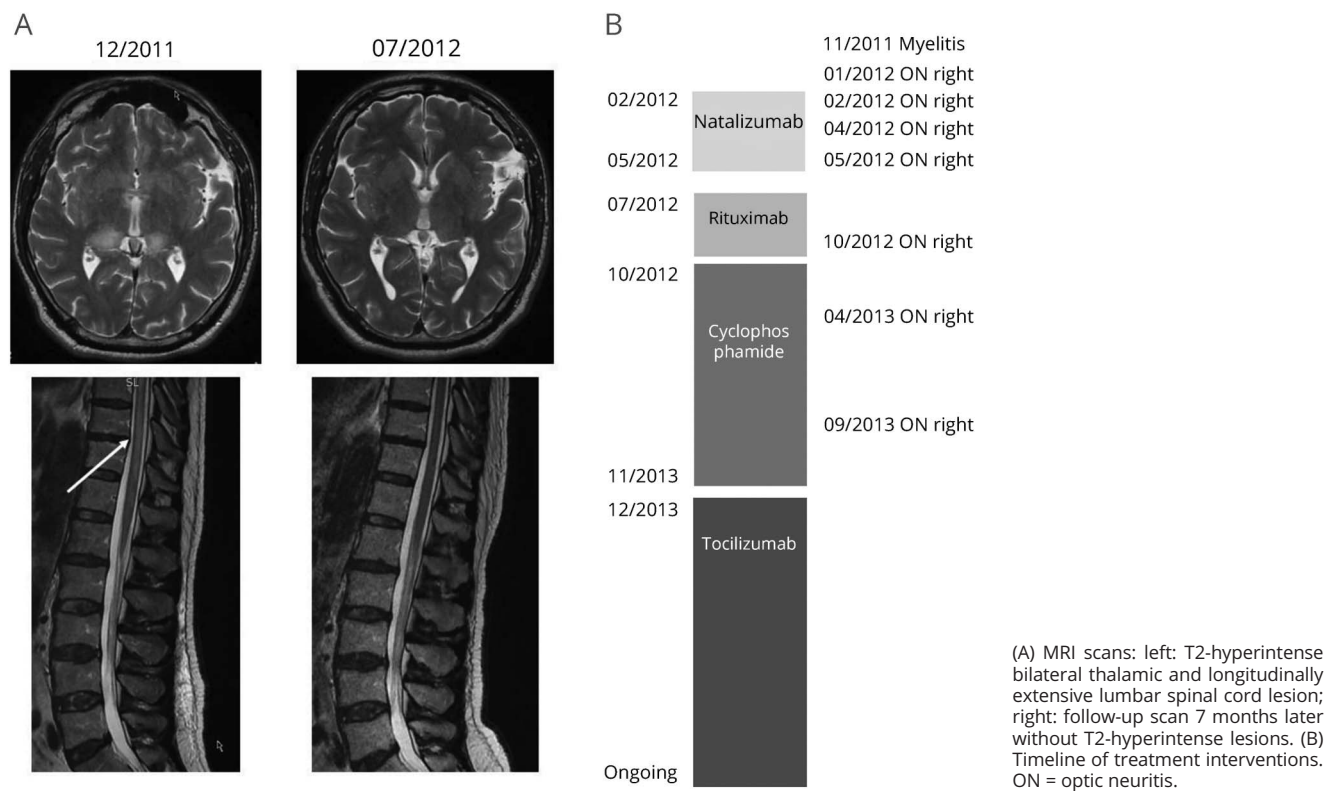 A
12/2011
07/2012
SL
B
11/2011 Myelitis
01/2012 ON right
02/2012
02/2012 ON right
Natalizumab
04/2012 ON right
05/2012
05/2012 ON right
07/2012
Rituximab
10/2012 ON right
10/2012
04/2013 ON right
Cyclophos
phamide
09/2013 ON right
11/2013
12/2013
Tocilizumab
Ongoing
(A) MRI scans: left: T2-hyperintense
bilateral thalamic and longitudinally
extensive lumbar spinal cord lesion;
right: follow-up scan 7 months later
without T2-hyperintense lesions. (B)
Timeline of treatment interventions.
ON = optic neuritis.